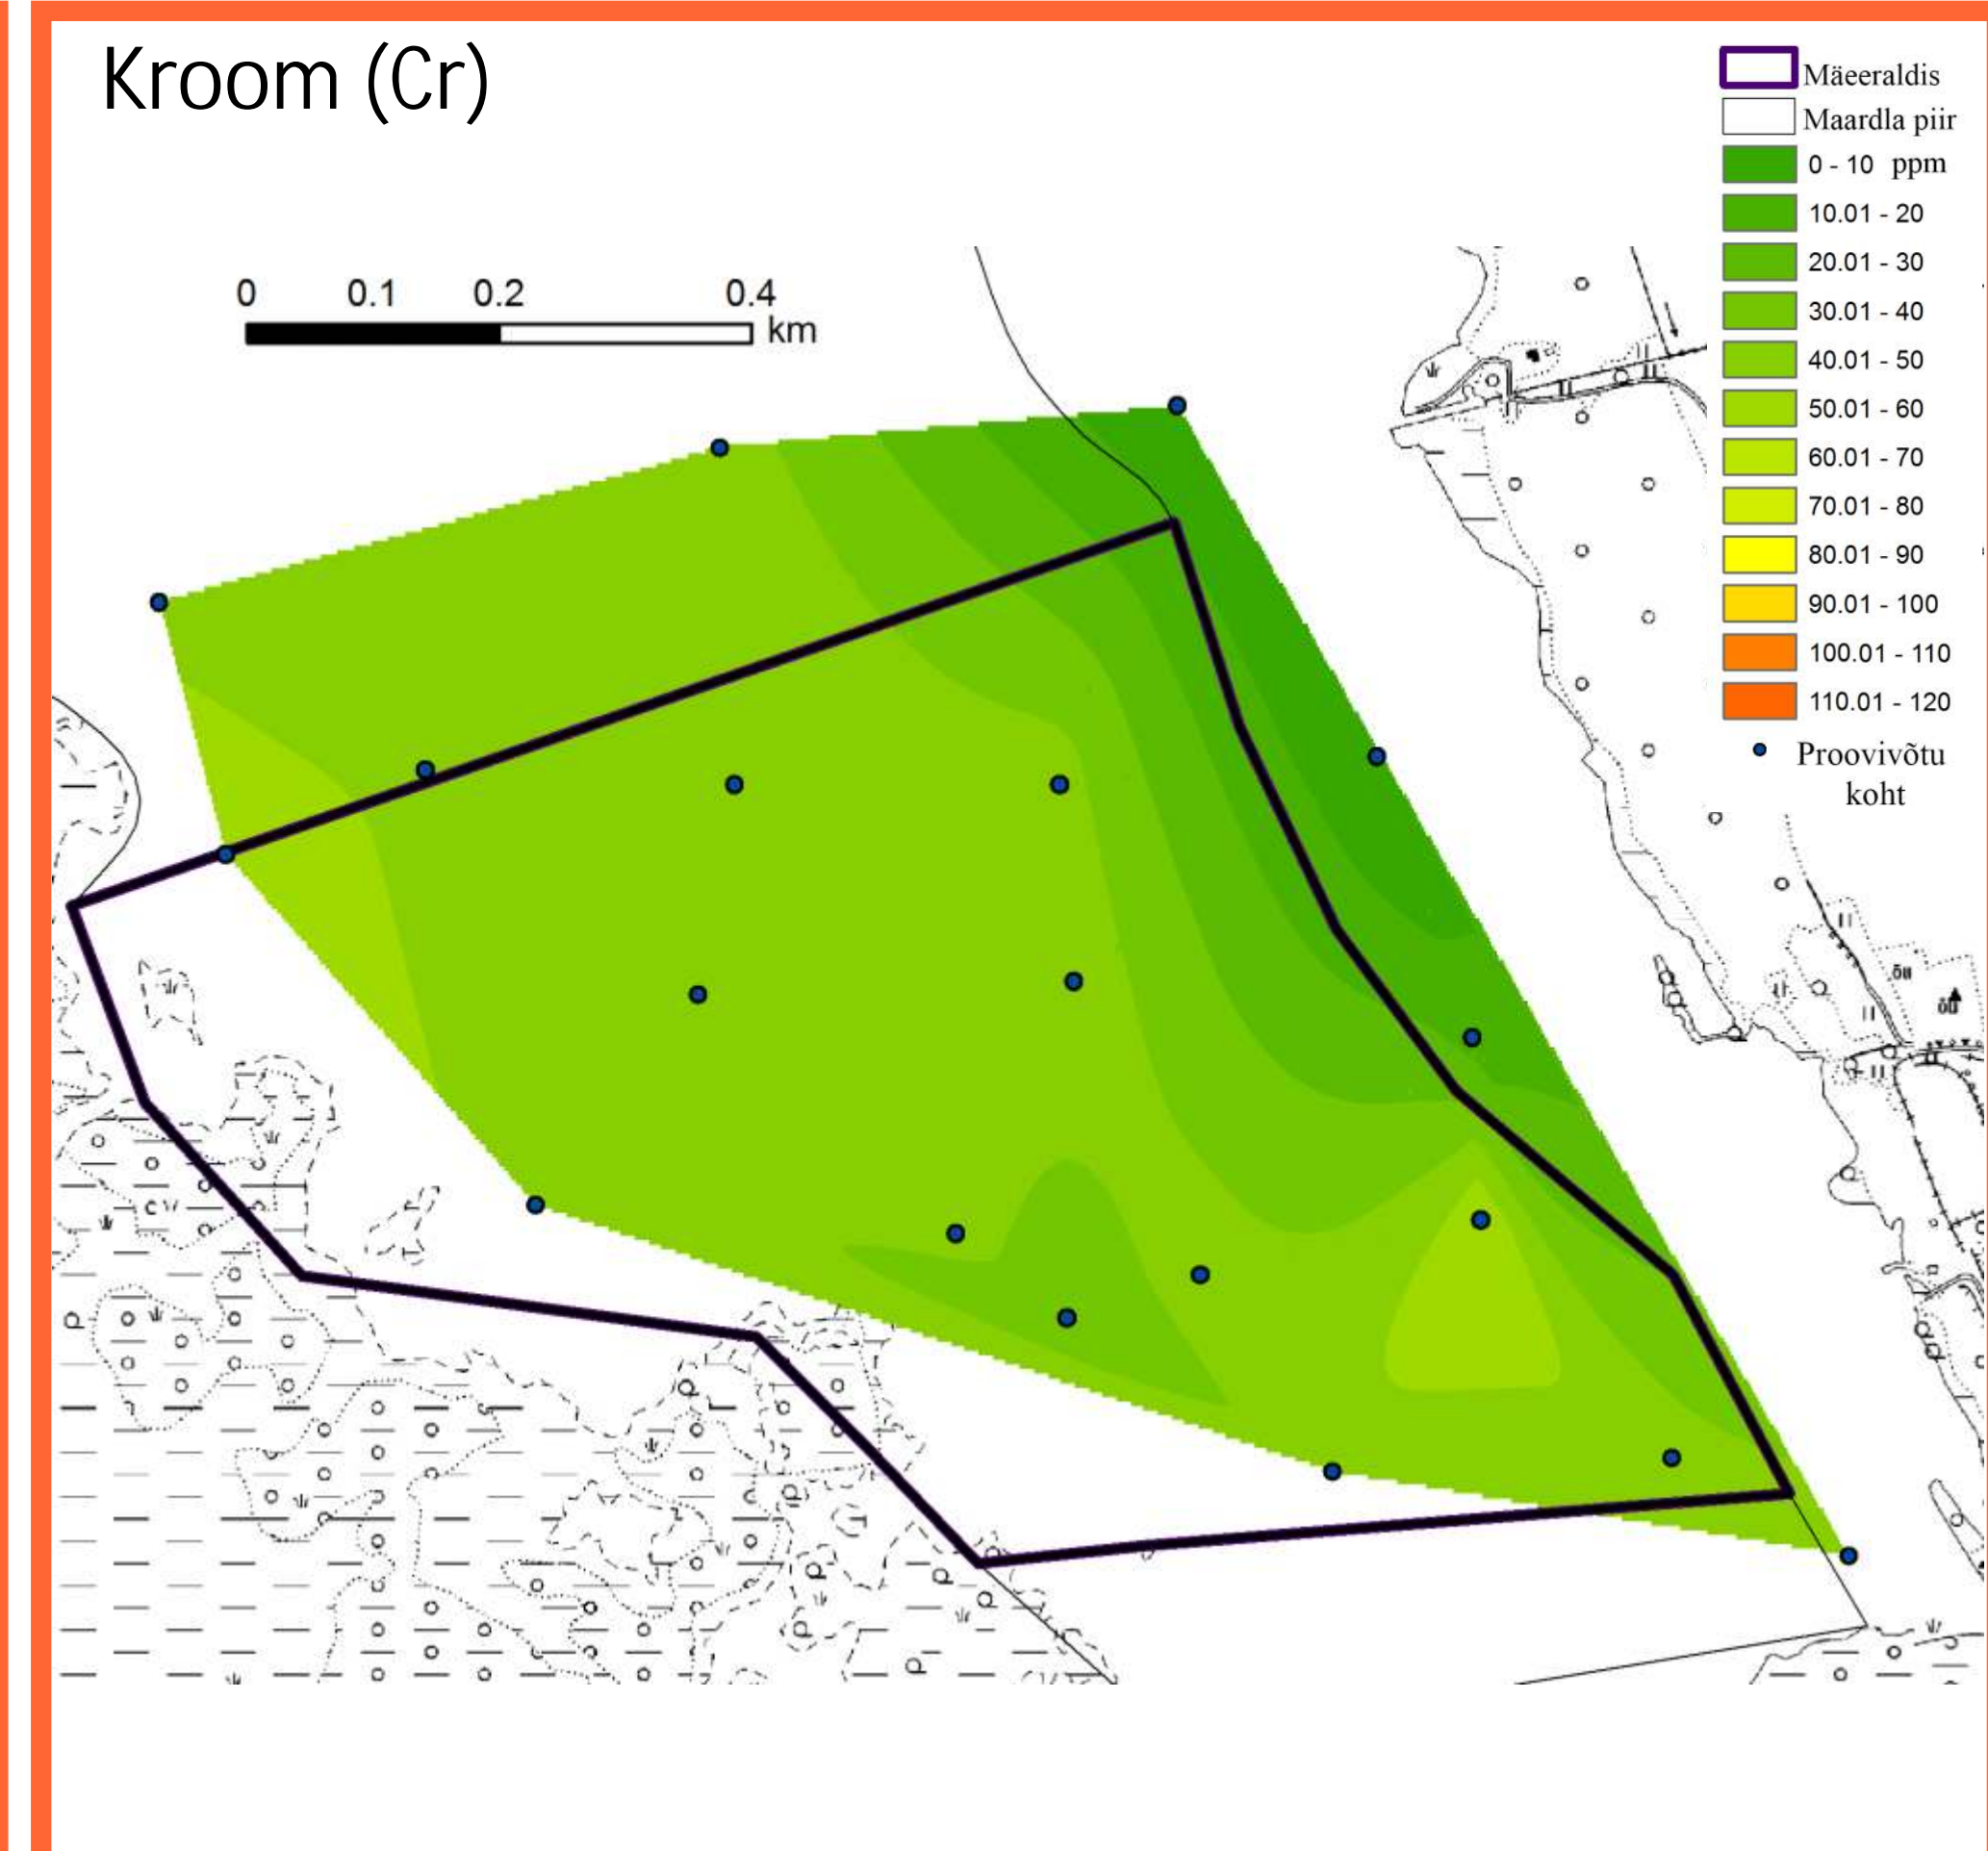 Kroom (Cr)
Mäeeraldis
Maardla piir
0 - 10 ppm
10.01 - 20
20.01 - 30
30.01 - 40
40.01 - 50
50.01 - 60
60.01 - 70
70.01 - 80
80.01 - 90
90.01 - 100
100.01 - 110
110.01 - 120
Proovivõtu
koht
0 0.1 0.2 0.4
km
õu
õu